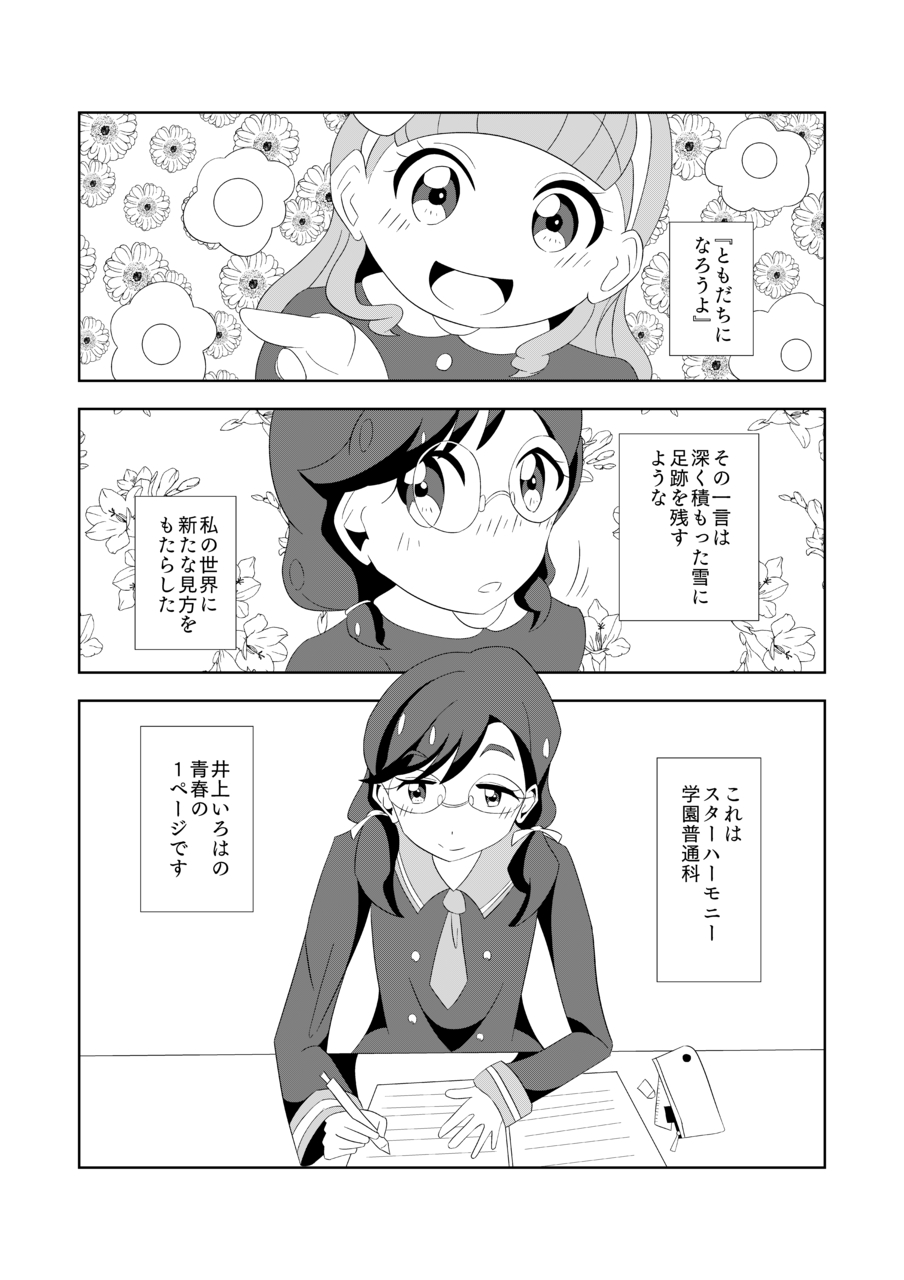 『ともだちに
なろうよ』
その一言は
深く積もった雪に
足跡を残す
ような
私の世界に
新たな見方を
もたらした
これは
スターハーモニー
学園普通科
井上いろはの
青春の
1ページです